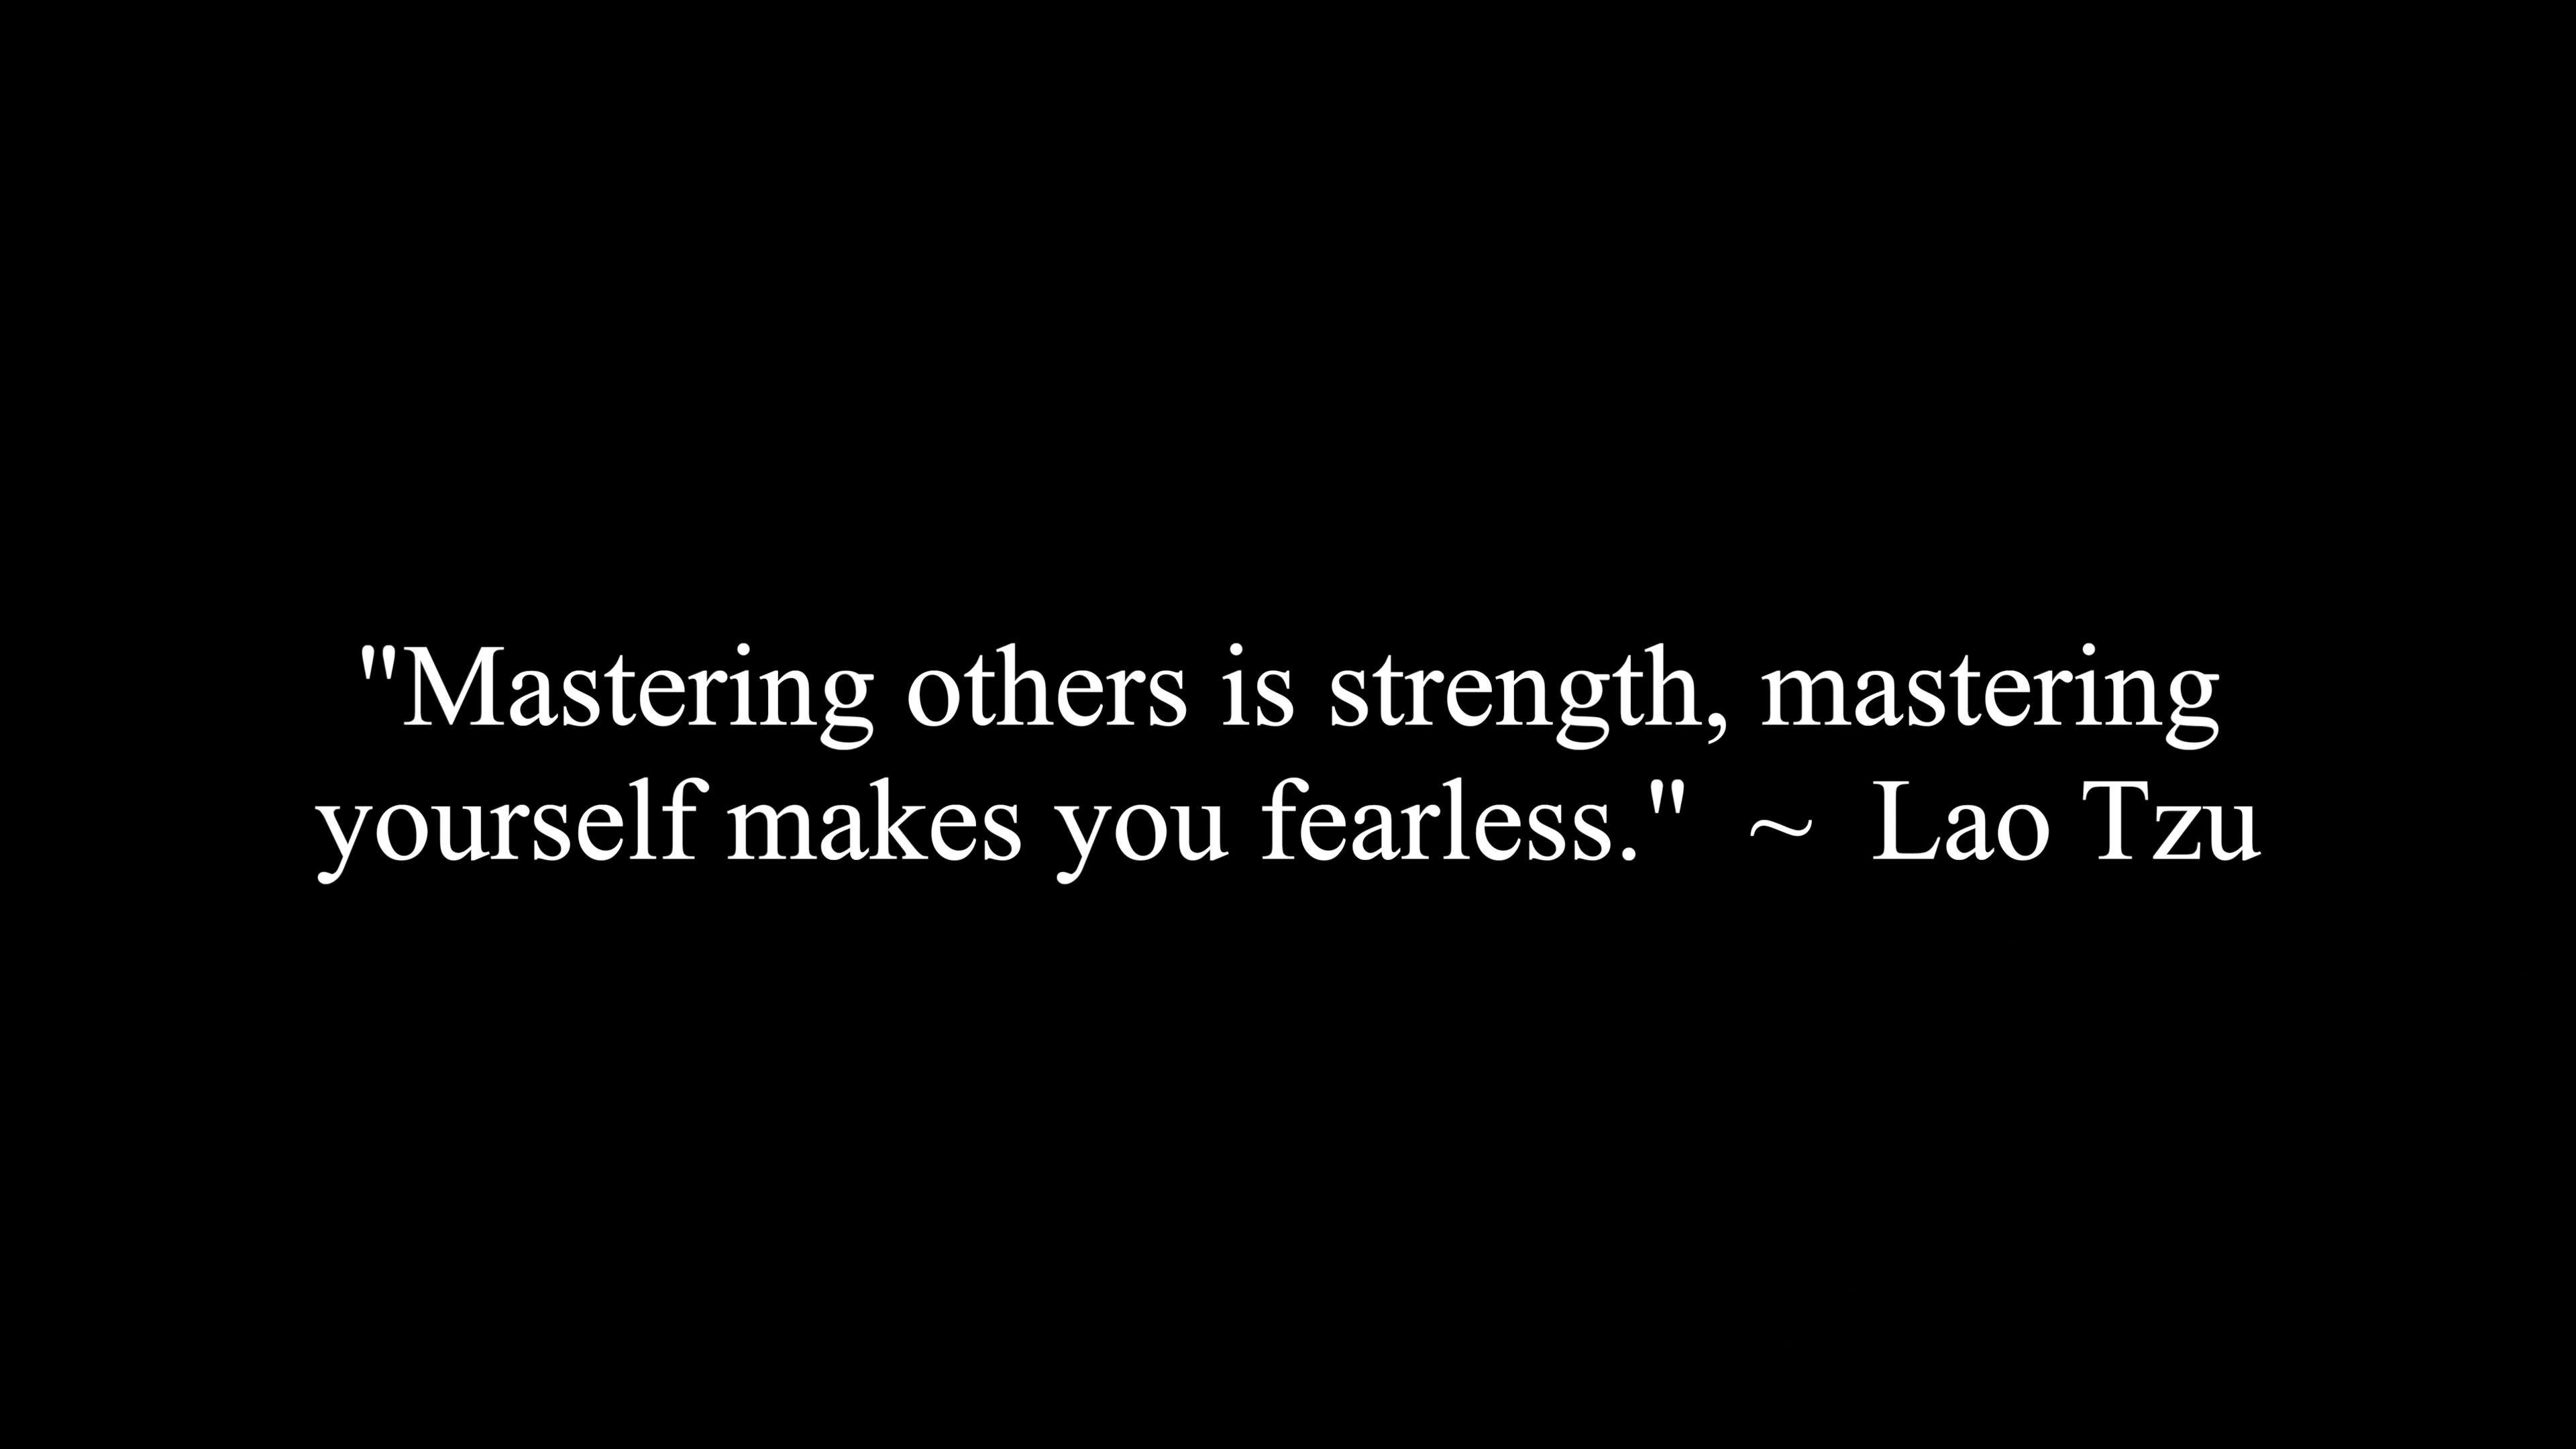 "Mastering others is strength, mastering
yourself makes you fearless."  ~  Lao Tzu